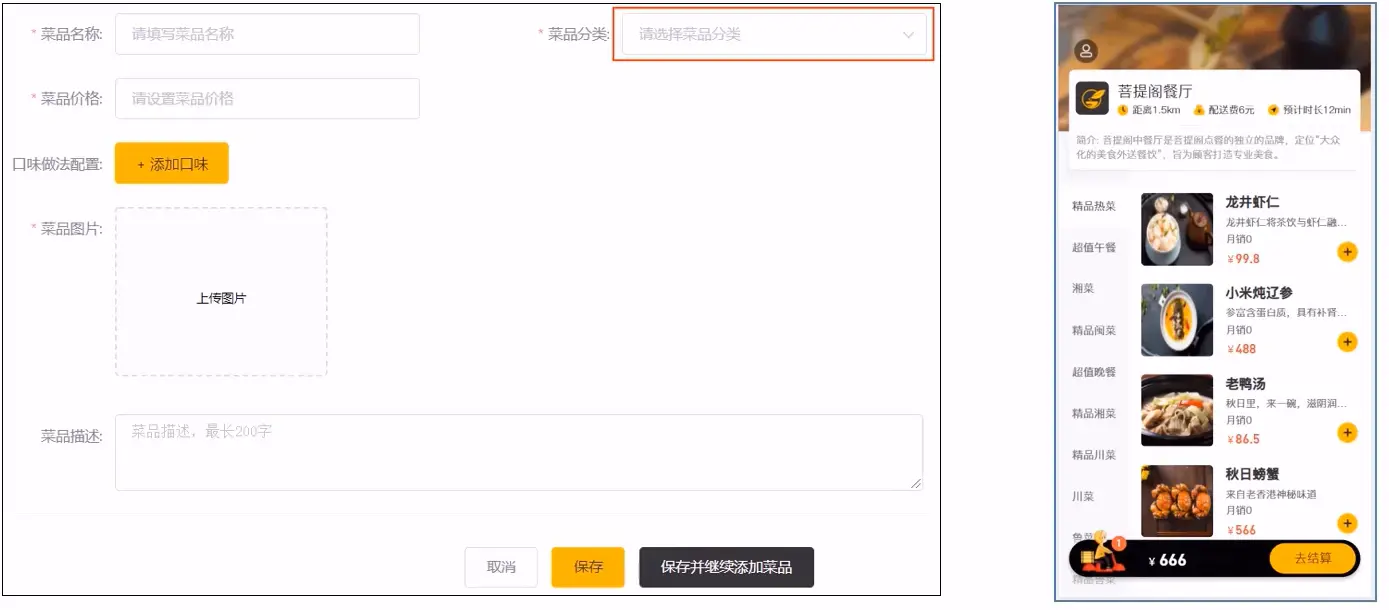 * 菜品名称: 请填写菜品名称
* 菜品分类: 请选择菜品分类
* 菜品价格: 请设置菜品价格
口味做法配置: + 添加口味
* 菜品图片:
上传图片
菜品描述: 菜品描述，最长200字
取消 保存 保存并继续添加菜品
菩提阁餐厅
距离1.5km 配送费6元 预计时长12min
简介: 菩提阁中餐厅是菩提阁点餐的独立的品牌，定位“大众
化的美食外送餐饮”，旨为顾客打造专业美食。
精品热菜
超值午餐
湘菜
精品闽菜
超值晚餐
精品湘菜
精品川菜
川菜
龙井虾仁
龙井虾仁将茶饮与虾仁融...
月销0
¥99.8
小米炖辽参
参富含蛋白质，具有补肾...
月销0
¥488
老鸭汤
秋日里，来一碗，滋阴润...
月销0
¥86.5
秋日螃蟹
来自老香港神秘味道
月销0
¥566
1
¥ 666
去结算